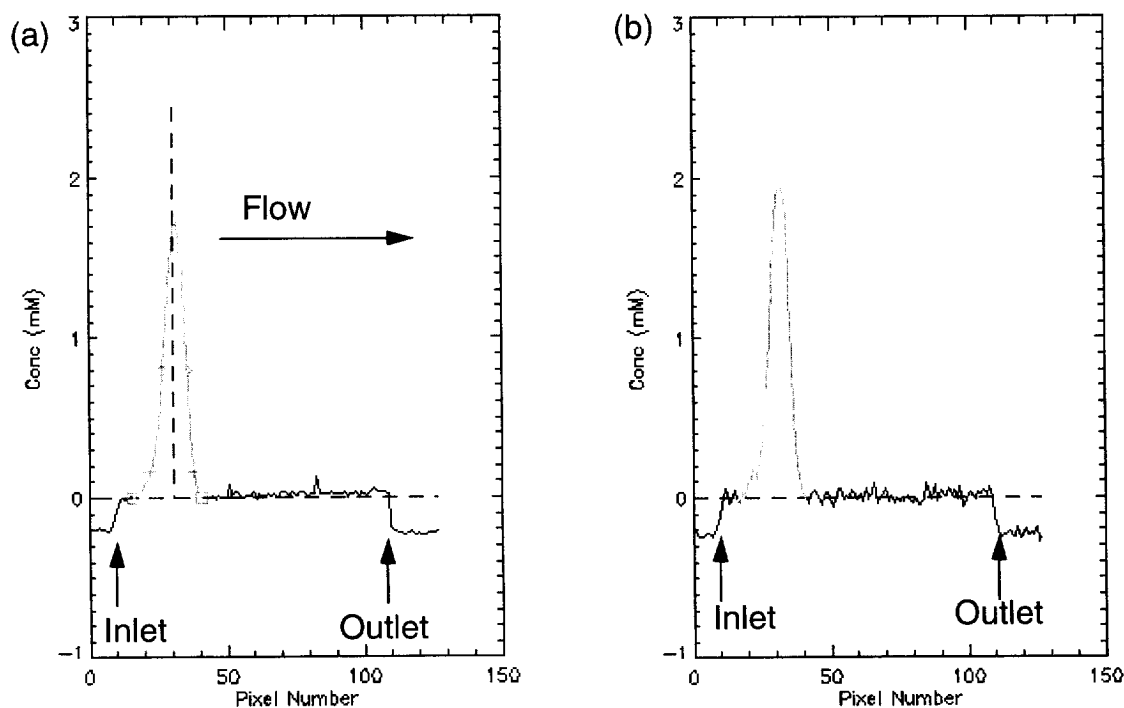 (a)
3
2
1
0
−1
Conc (mM)
Flow
Inlet
Outlet
0 50 100 150
Pixel Number
(b)
3
2
1
0
−1
Conc (mM)
Inlet
Outlet
0 50 100 150
Pixel Number